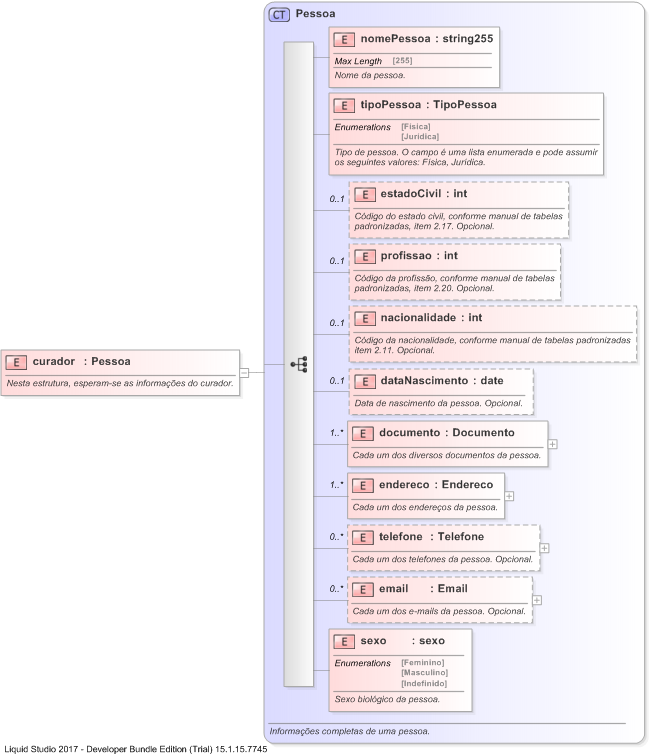 CT Pessoa
E nomePessoa : string255
Max Length [255]
Nome da pessoa.
E tipoPessoa : TipoPessoa
Enumerations [Física]
[Jurídica]
Tipo de pessoa. O campo é uma lista enumerada e pode assumir
os seguintes valores: Física, Jurídica.
0..1 E estadoCivil : int
Código do estado civil, conforme manual de tabelas
padronizadas, item 2.17. Opcional.
0..1 E profissao : int
Código da profissão, conforme manual de tabelas
padronizadas, item 2.20. Opcional.
0..1 E nacionalidade : int
Código da nacionalidade, conforme manual de tabelas padronizadas
item 2.11. Opcional.
E curador : Pessoa
Nesta estrutura, esperam-se as informações do curador.
0..1 E dataNascimento : date
Data de nascimento da pessoa. Opcional.
1..* E documento : Documento
Cada um dos diversos documentos da pessoa.
1..* E endereco : Endereco
Cada um dos endereços da pessoa.
0..* E telefone : Telefone
Cada um dos telefones da pessoa. Opcional.
0..* E email : Email
Cada um dos e-mails da pessoa. Opcional.
E sexo : sexo
Enumerations [Feminino]
[Masculino]
[Indefinido]
Sexo biológico da pessoa.
Informações completas de uma pessoa.
Liquid Studio 2017 - Developer Bundle Edition (Trial) 15.1.15.7745